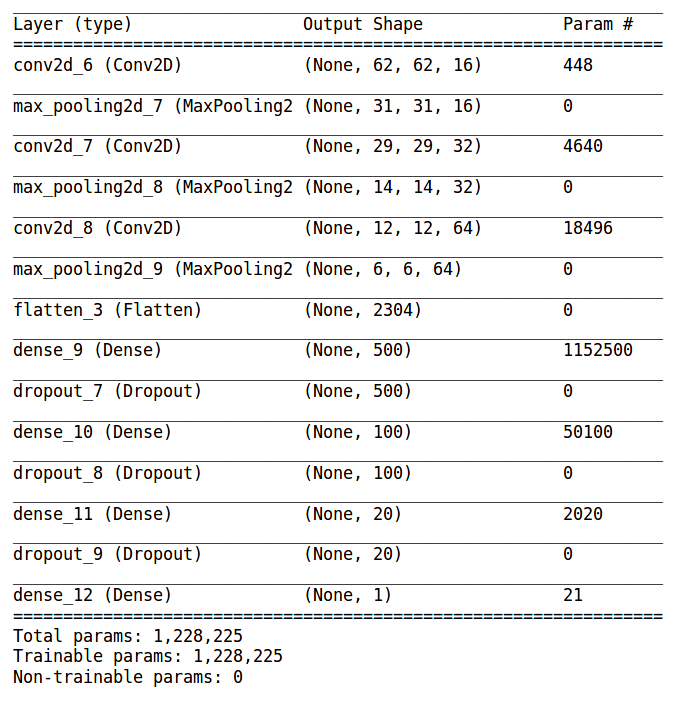 Layer (type) Output Shape Param #
=================================================================
conv2d_6 (Conv2D) (None, 62, 62, 16) 448
max_pooling2d_7 (MaxPooling2 (None, 31, 31, 16) 0
conv2d_7 (Conv2D) (None, 29, 29, 32) 4640
max_pooling2d_8 (MaxPooling2 (None, 14, 14, 32) 0
conv2d_8 (Conv2D) (None, 12, 12, 64) 18496
max_pooling2d_9 (MaxPooling2 (None, 6, 6, 64) 0
flatten_3 (Flatten) (None, 2304) 0
dense_9 (Dense) (None, 500) 1152500
dropout_7 (Dropout) (None, 500) 0
dense_10 (Dense) (None, 100) 50100
dropout_8 (Dropout) (None, 100) 0
dense_11 (Dense) (None, 20) 2020
dropout_9 (Dropout) (None, 20) 0
dense_12 (Dense) (None, 1) 21
=================================================================
Total params: 1,228,225
Trainable params: 1,228,225
Non-trainable params: 0